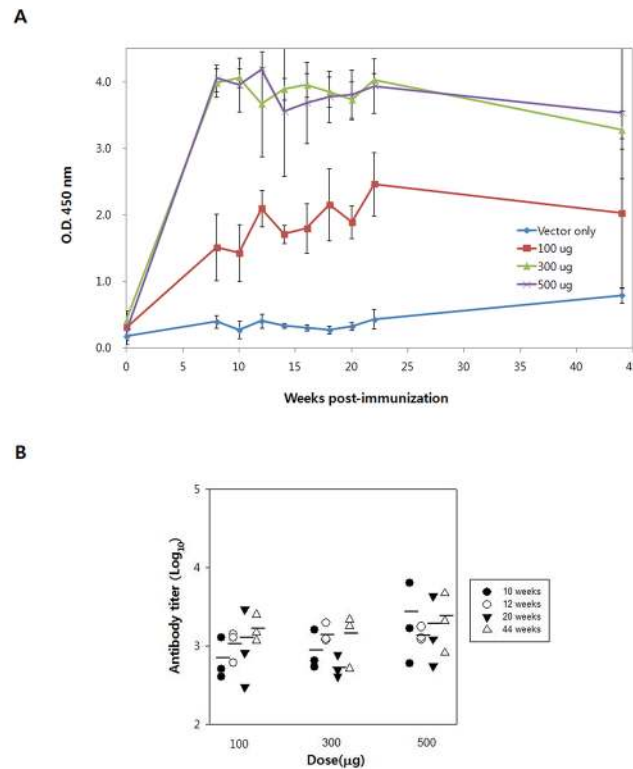 A
O.D. 450 nm
4.0
3.0
2.0
1.0
0.0
Vector only
100 ug
300 ug
500 ug
0 5 10 15 20 25 30 35 40 45
Weeks post-immunization
B
Antibody titer (Log10)
5
4
3
2
10 weeks
12 weeks
20 weeks
44 weeks
100 300 500
Dose(μg)